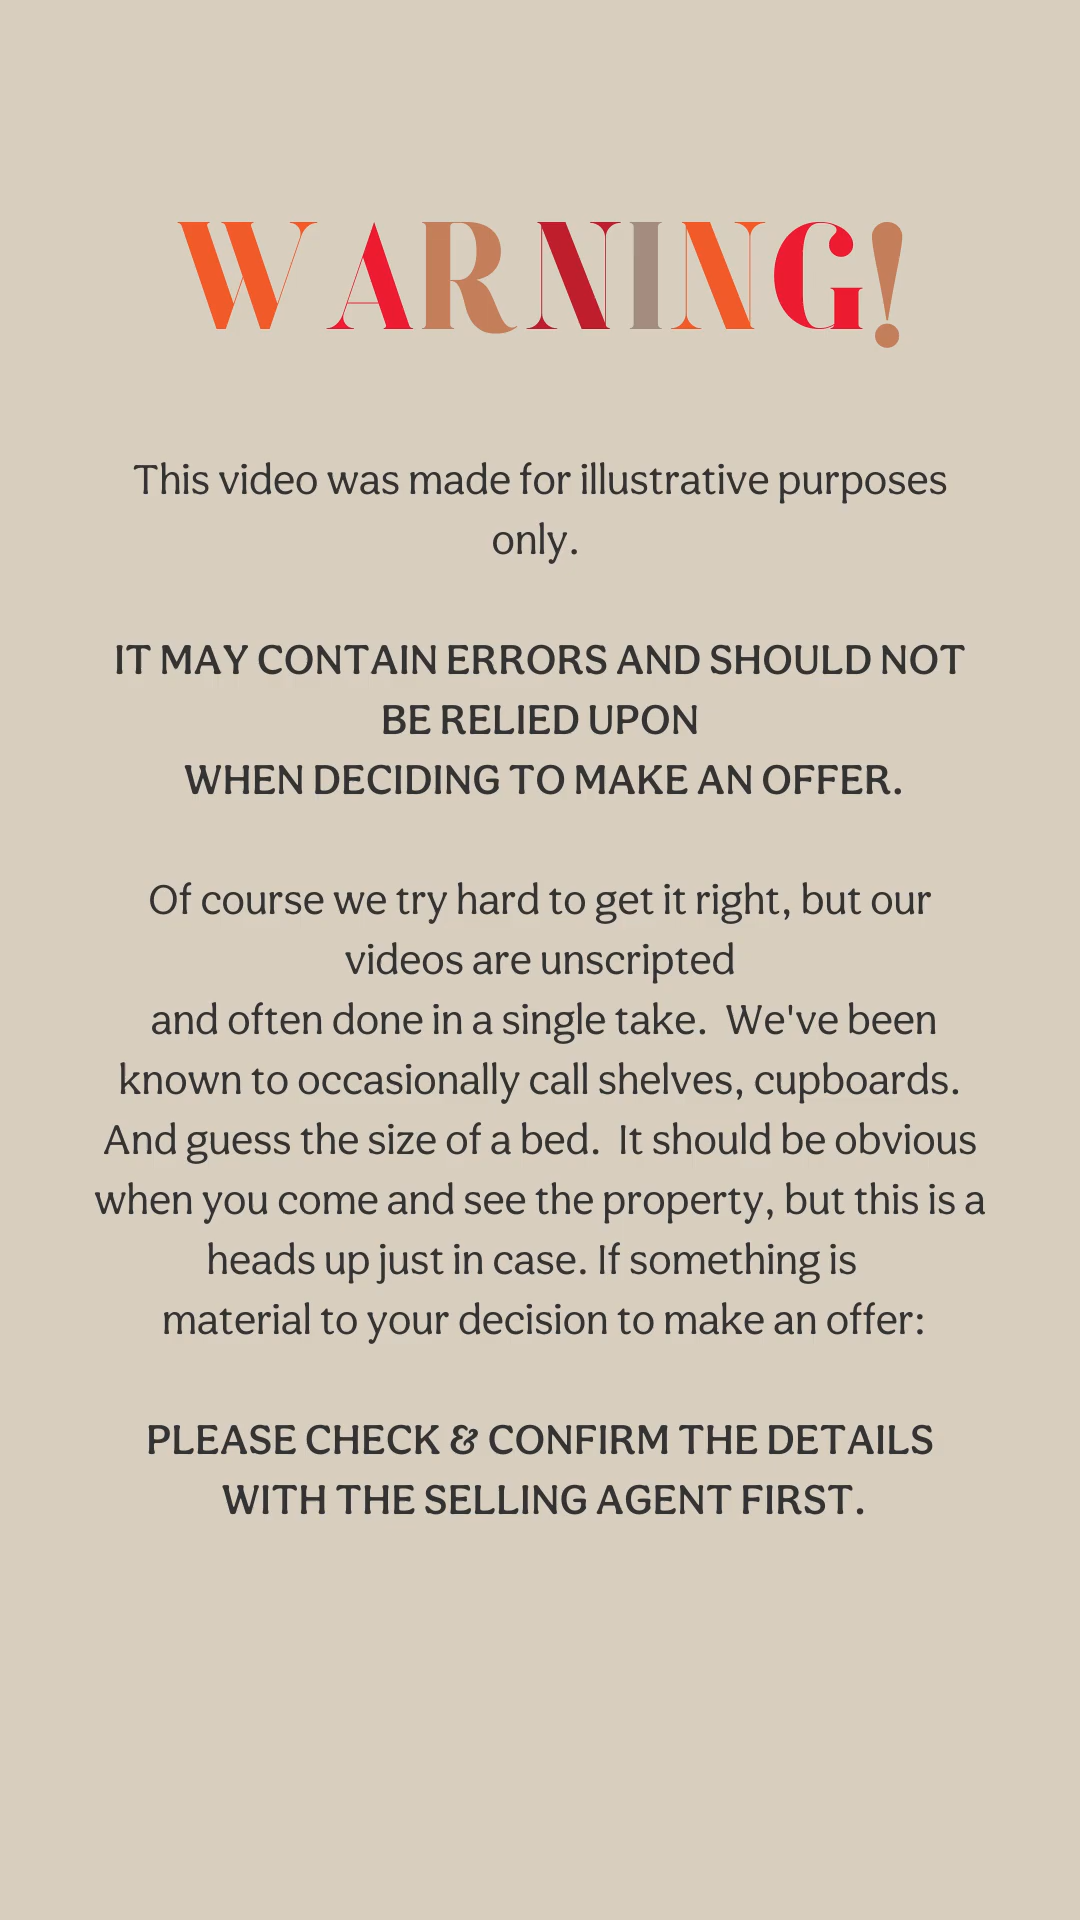 WARNING!
This video was made for illustrative purposes
only.
IT MAY CONTAIN ERRORS AND SHOULD NOT
BE RELIED UPON
WHEN DECIDING TO MAKE AN OFFER.
Of course we try hard to get it right, but our
videos are unscripted
and often done in a single take.  We've been
known to occasionally call shelves, cupboards.
And guess the size of a bed.  It should be obvious
when you come and see the property, but this is a
heads up just in case. If something is
material to your decision to make an offer:
PLEASE CHECK & CONFIRM THE DETAILS
WITH THE SELLING AGENT FIRST.